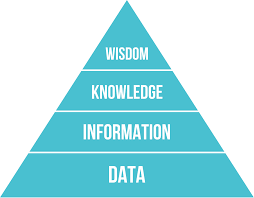 WISDOM
KNOWLEDGE
INFORMATION
DATA